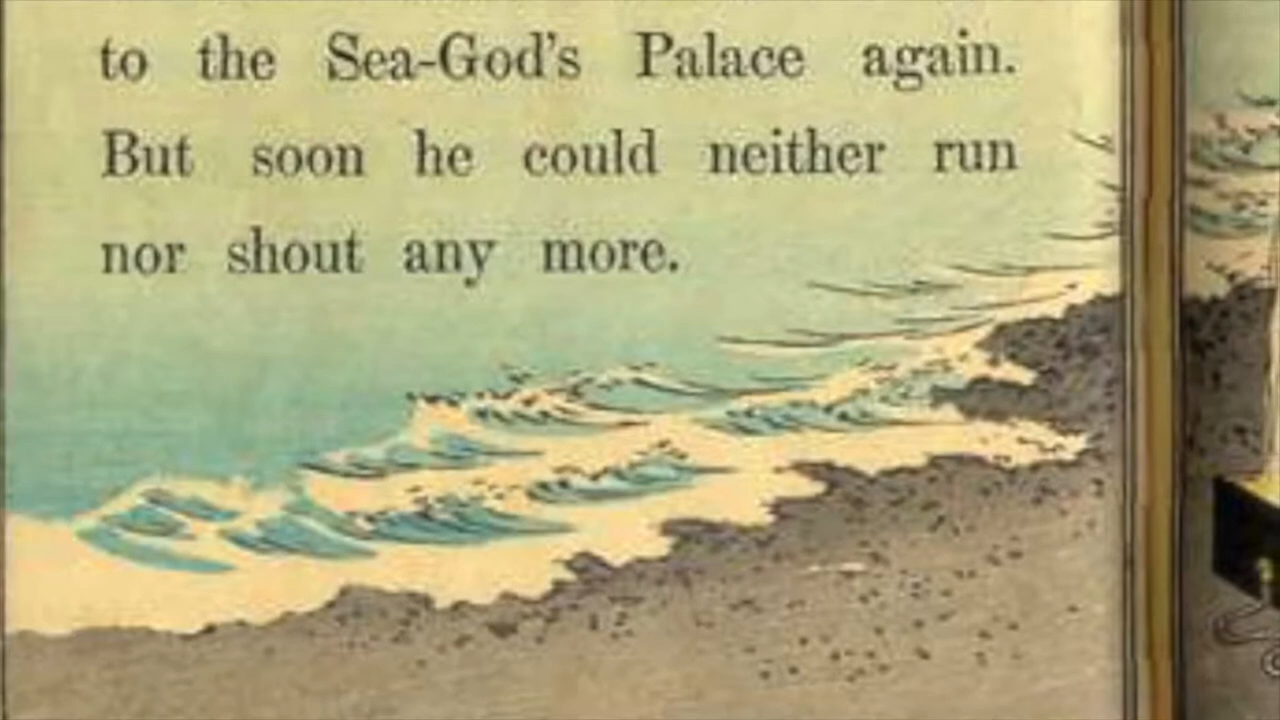 to the Sea-God's Palace again.
But soon he could neither run
nor shout any more.